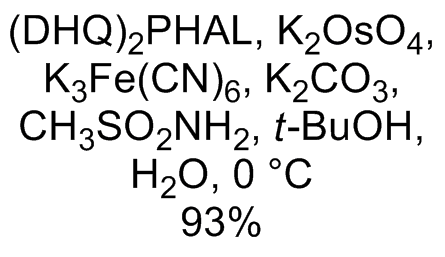 (DHQ)₂PHAL, K₂OsO₄,
K₃Fe(CN)₆, K₂CO₃,
CH₃SO₂NH₂, t-BuOH,
H₂O, 0 °C
93%